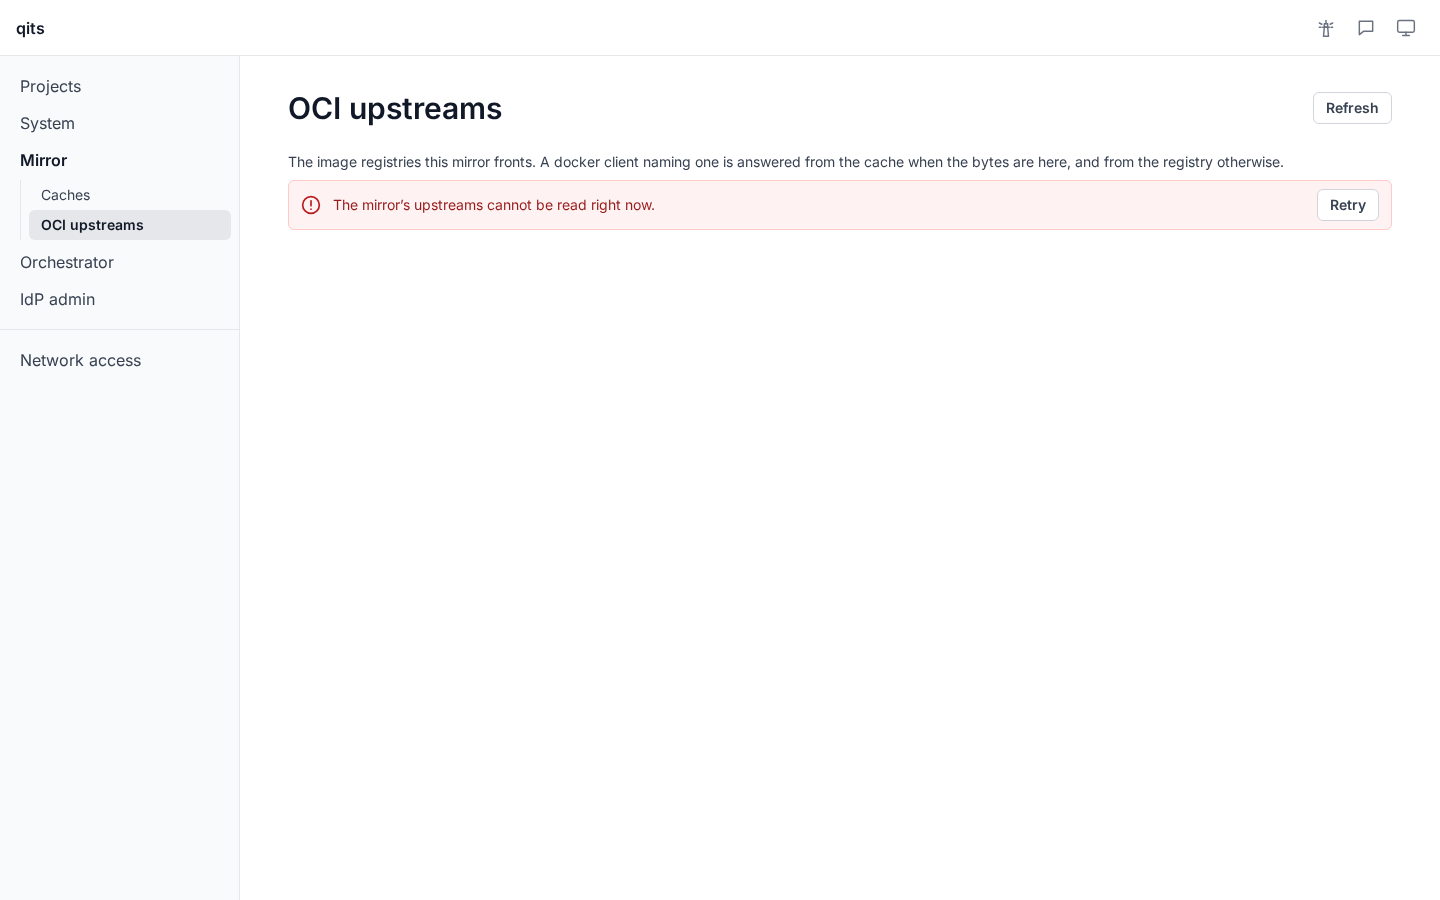 qits
Projects
System
Mirror
Caches
OCI upstreams
Orchestrator
IdP admin
Network access
OCI upstreams
Refresh
The image registries this mirror fronts. A docker client naming one is answered from the cache when the bytes are here, and from the registry otherwise.
The mirror’s upstreams cannot be read right now.
Retry